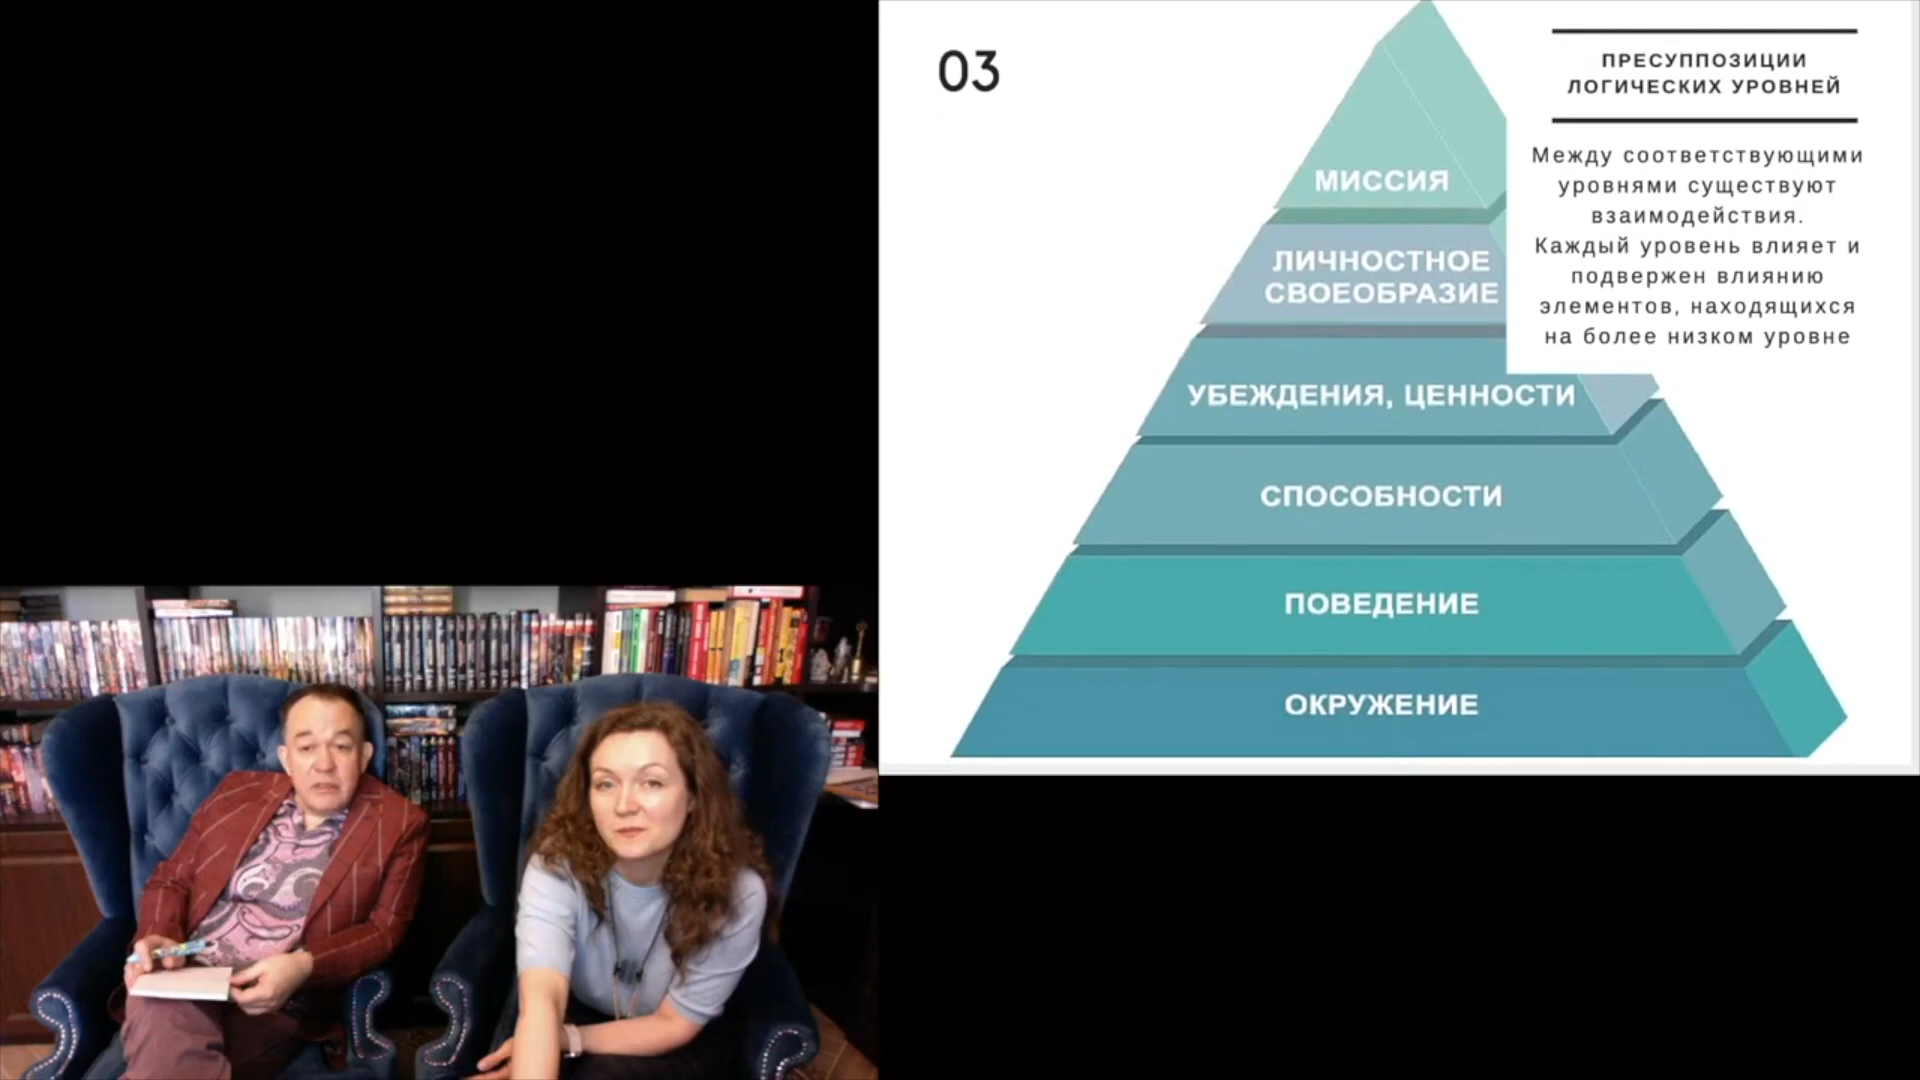 03
ПРЕСУППОЗИЦИИ
ЛОГИЧЕСКИХ УРОВНЕЙ
Между соответствующими
уровнями существуют
взаимодействия.
Каждый уровень влияет и
подвержен влиянию
элементов, находящихся
на более низком уровне
МИССИЯ
ЛИЧНОСТНОЕ
СВОЕОБРАЗИЕ
УБЕЖДЕНИЯ, ЦЕННОСТИ
СПОСОБНОСТИ
ПОВЕДЕНИЕ
ОКРУЖЕНИЕ